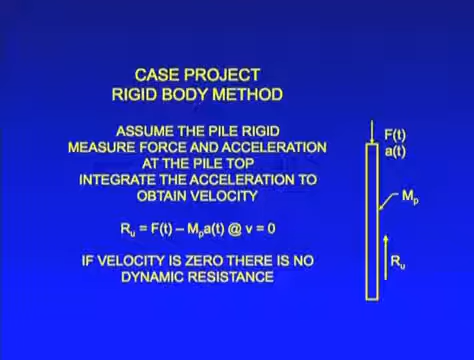 CASE PROJECT
RIGID BODY METHOD
ASSUME THE PILE RIGID
MEASURE FORCE AND ACCELERATION
AT THE PILE TOP
INTEGRATE THE ACCELERATION TO
OBTAIN VELOCITY
Rᵤ = F(t) – Mₚa(t) @ v = 0
IF VELOCITY IS ZERO THERE IS NO
DYNAMIC RESISTANCE
F(t)
a(t)
Mₚ
Rᵤ